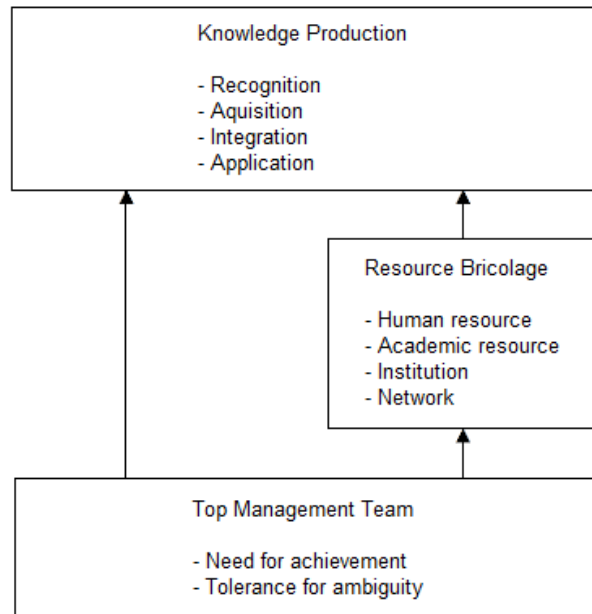 Knowledge Production
- Recognition
- Aquisition
- Integration
- Application
Resource Bricolage
- Human resource
- Academic resource
- Institution
- Network
Top Management Team
- Need for achievement
- Tolerance for ambiguity